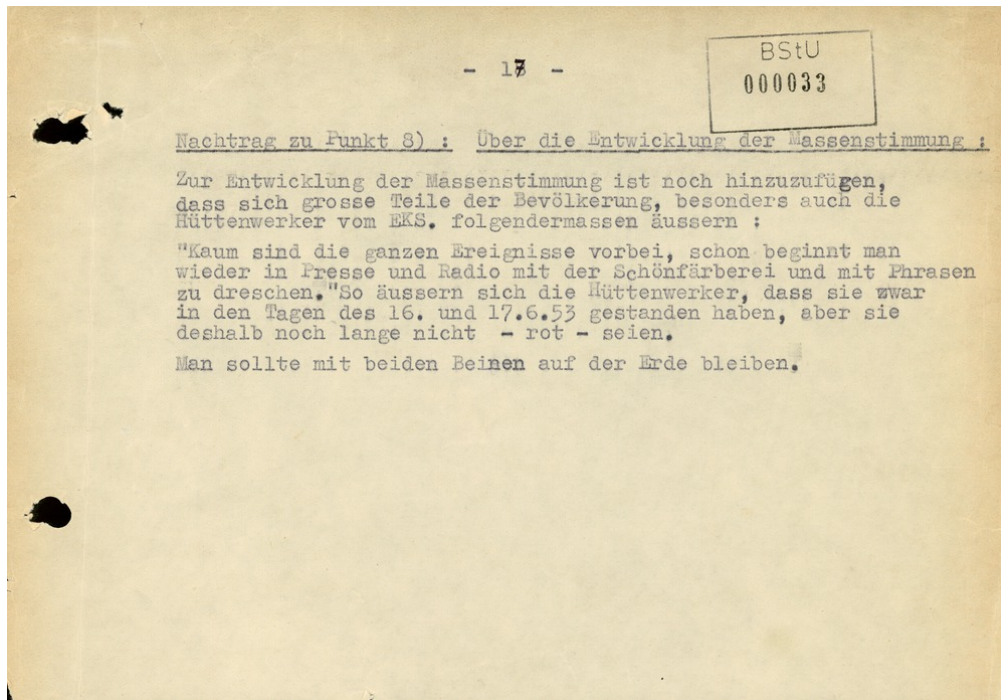 BStU
000033
- 17 -
Nachtrag zu Punkt 8) : Über die Entwicklung der Massenstimmung :
Zur Entwicklung der Massenstimmung ist noch hinzuzufügen,
dass sich grosse Teile der Bevölkerung, besonders auch die
Hüttenwerker vom EKS. folgendermassen äussern :
"Kaum sind die ganzen Ereignisse vorbei, schon beginnt man
wieder in Presse und Radio mit der Schönfärberei und mit Phrasen
zu dreschen."So äussern sich die Hüttenwerker, dass sie zwar
in den Tagen des 16. und 17.6.53 gestanden haben, aber sie
deshalb noch lange nicht - rot - seien.
Man sollte mit beiden Beinen auf der Erde bleiben.